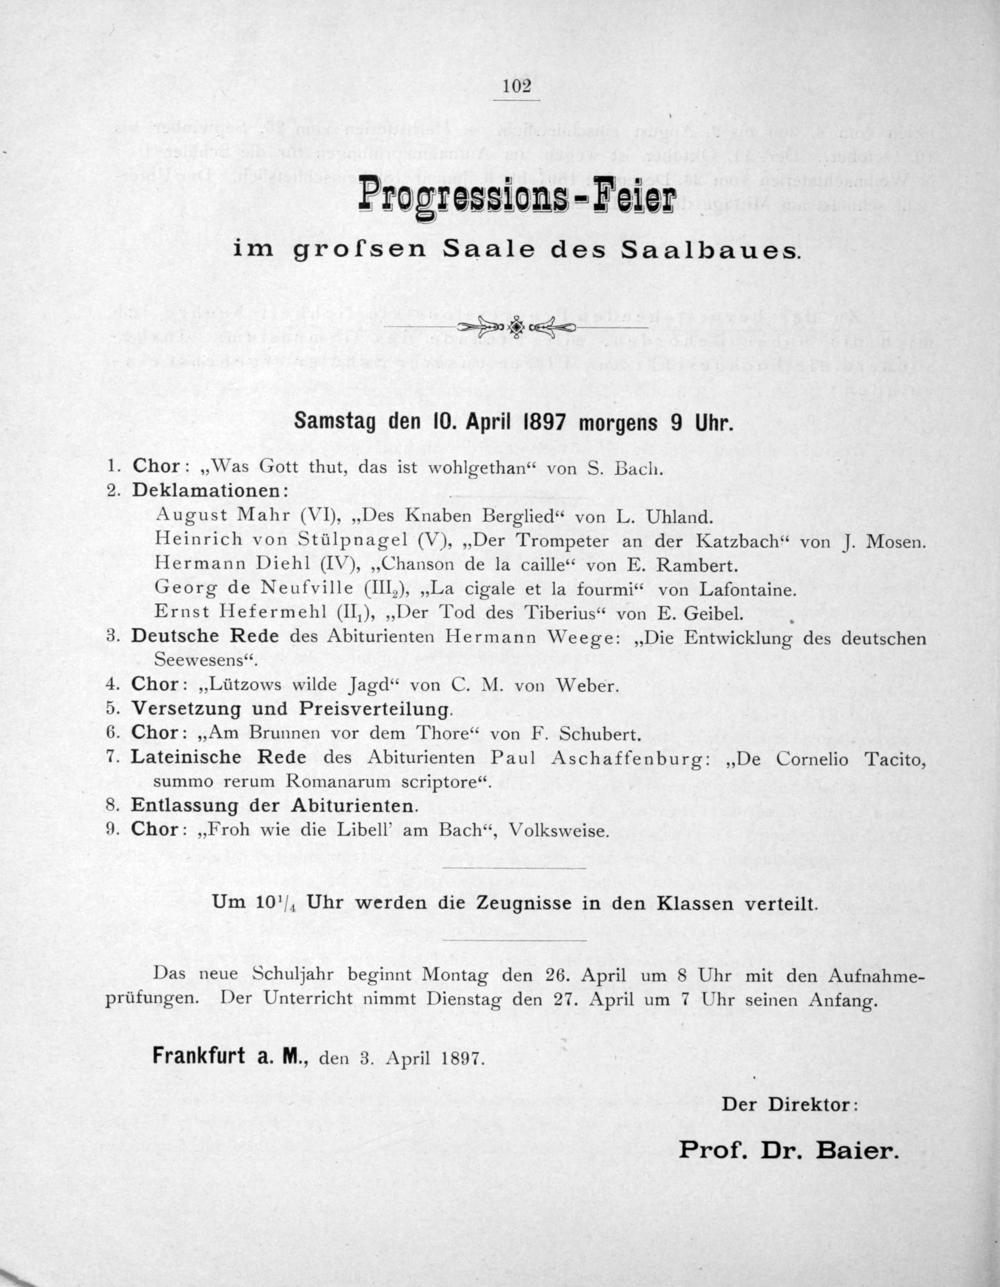 102
Progressions-Feier
im groſsen Saale des Saalbaues.
Samstag den 10. April 1897 morgens 9 Uhr.
1. Chor: „Was Gott thut, das ist wohlgethan“ von S. Bach.
2. Deklamationen:
August Mahr (VI), „Des Knaben Berglied“ von L. Uhland.
Heinrich von Stülpnagel (V), „Der Trompeter an der Katzbach“ von J. Mosen.
Hermann Diehl (IV), „Chanson de la caille“ von E. Rambert.
Georg de Neufville (III₂), „La cigale et la fourmi“ von Lafontaine.
Ernst Hefermehl (II₁), „Der Tod des Tiberius“ von E. Geibel.
3. Deutsche Rede des Abiturienten Hermann Weege: „Die Entwicklung des deutschen
Seewesens“.
4. Chor: „Lützows wilde Jagd“ von C. M. von Weber.
5. Versetzung und Preisverteilung.
6. Chor: „Am Brunnen vor dem Thore“ von F. Schubert.
7. Lateinische Rede des Abiturienten Paul Aschaffenburg: „De Cornelio Tacito,
summo rerum Romanarum scriptore“.
8. Entlassung der Abiturienten.
9. Chor: „Froh wie die Libell’ am Bach“, Volksweise.
Um 10¹/₄ Uhr werden die Zeugnisse in den Klassen verteilt.
Das neue Schuljahr beginnt Montag den 26. April um 8 Uhr mit den Aufnahme-
prüfungen. Der Unterricht nimmt Dienstag den 27. April um 7 Uhr seinen Anfang.
Frankfurt a. M., den 3. April 1897.
Der Direktor:
Prof. Dr. Baier.